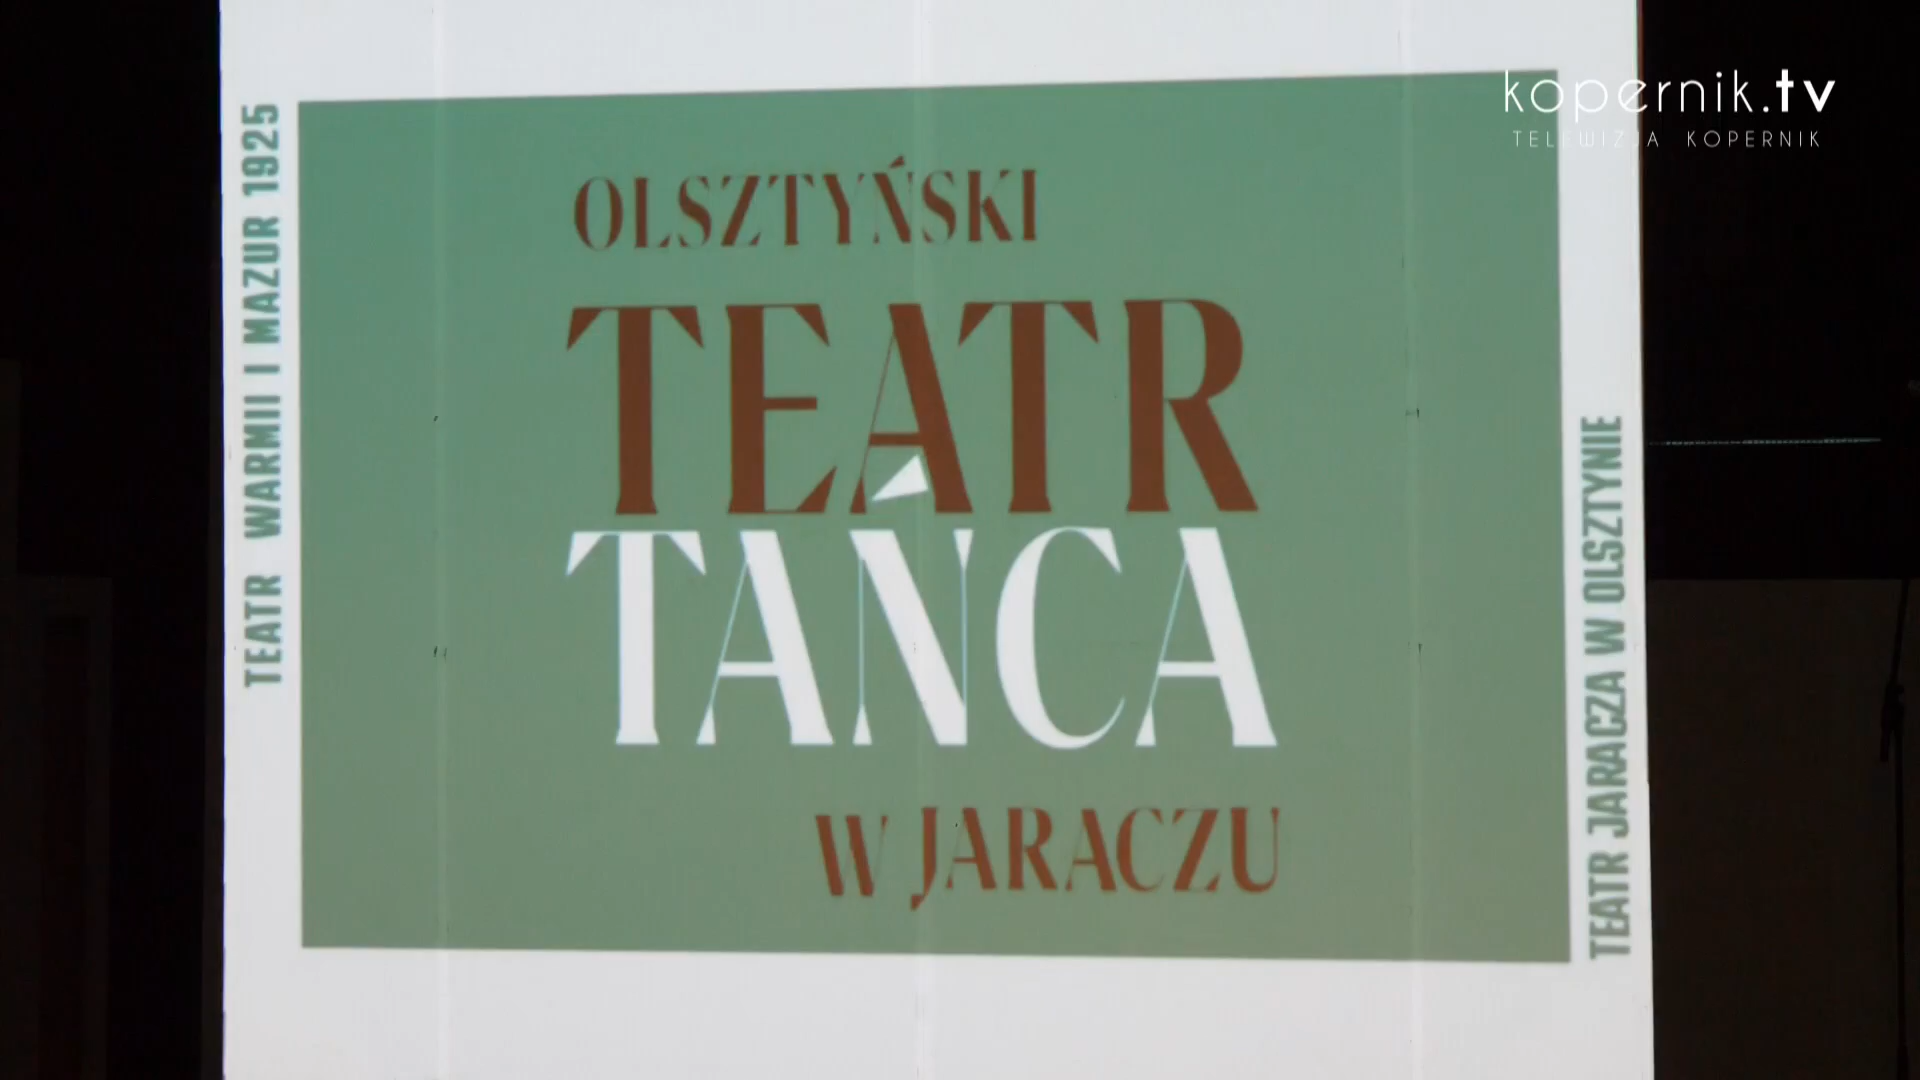 kopernik.tv
TELEWIZJA KOPERNIK
TEATR WARMII I MAZUR 1925
OLSZTYŃSKI
TEATR
TAŃCA
W JARACZU
TEATR JARACZA W OLSZTYNIE